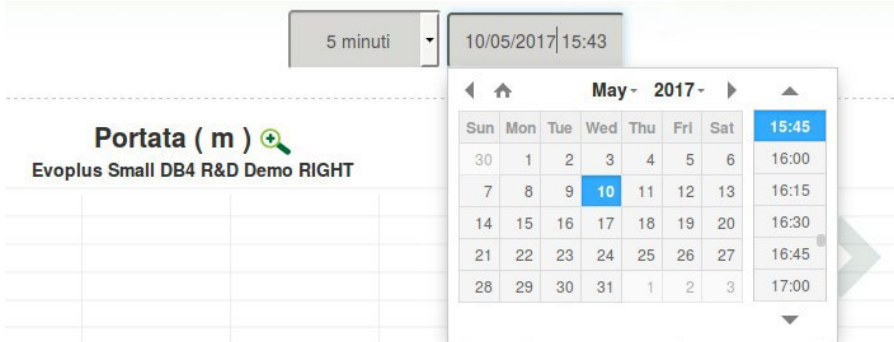 5 minuti
10/05/2017 15:43
May 2017
Sun Mon Tue Wed Thu Fri Sat
30 1 2 3 4 5 6
7 8 9 10 11 12 13
14 15 16 17 18 19 20
21 22 23 24 25 26 27
28 29 30 31 1 2 3
15:45
16:00
16:15
16:30
16:45
17:00
Portata ( m )
Evoplus Small DB4 R&D Demo RIGHT